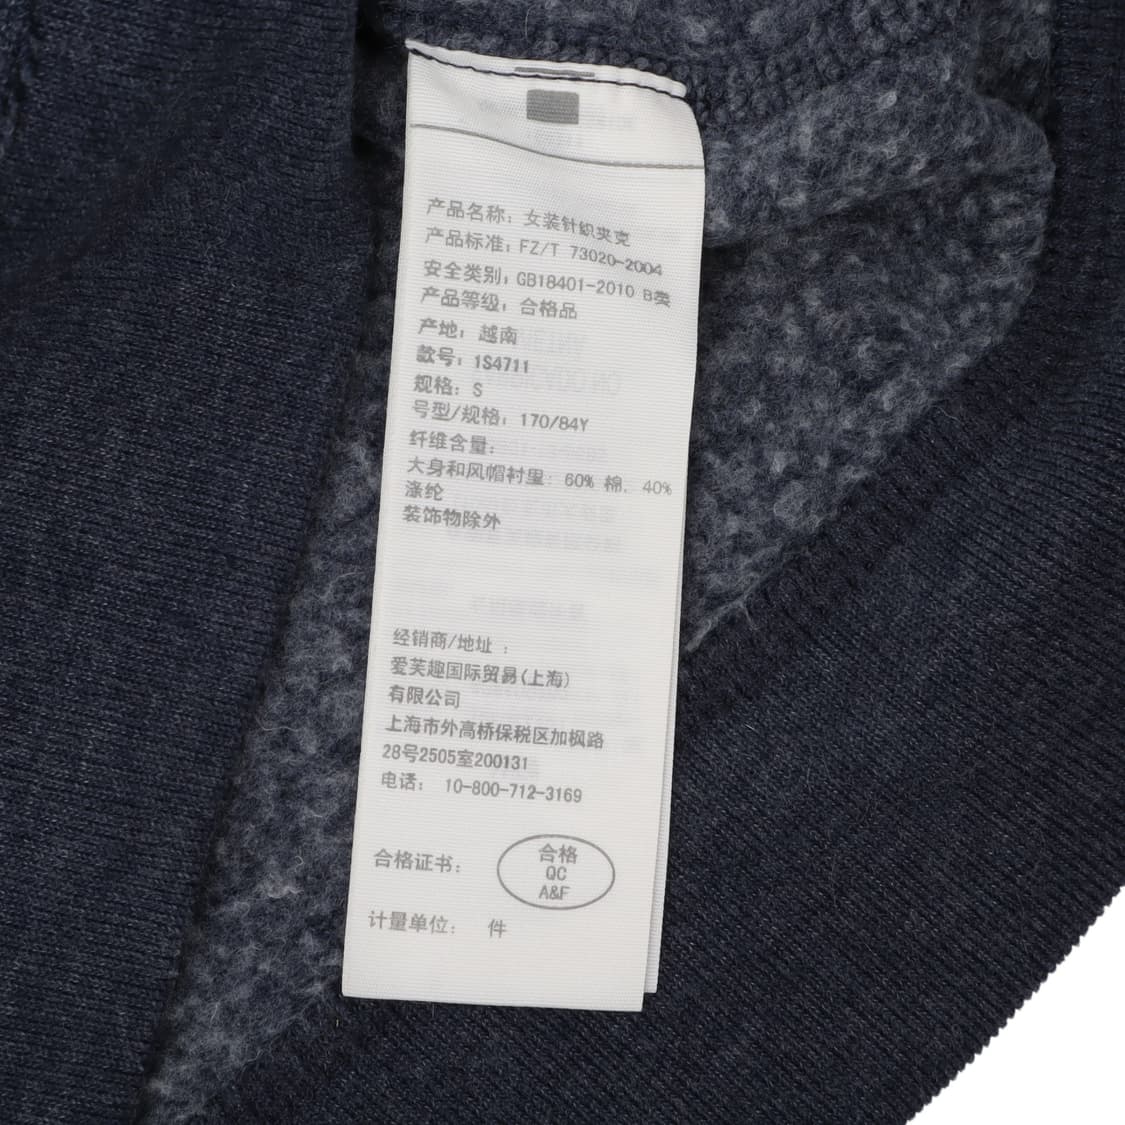 产品名称: 女装针织夹克
产品标准: FZ/T 73020-2004
安全类别: GB18401-2010 B类
产品等级: 合格品
产地: 越南
款号: 1S4711
规格: S
号型/规格: 170/84Y
纤维含量:
大身和风帽衬里: 60% 棉, 40%
涤纶
装饰物除外
经销商/地址 :
爱芙趣国际贸易(上海)
有限公司
上海市外高桥保税区加枫路
28号2505室200131
电话: 10-800-712-3169
合格证书:
合格
QC
A&F
计量单位: 件